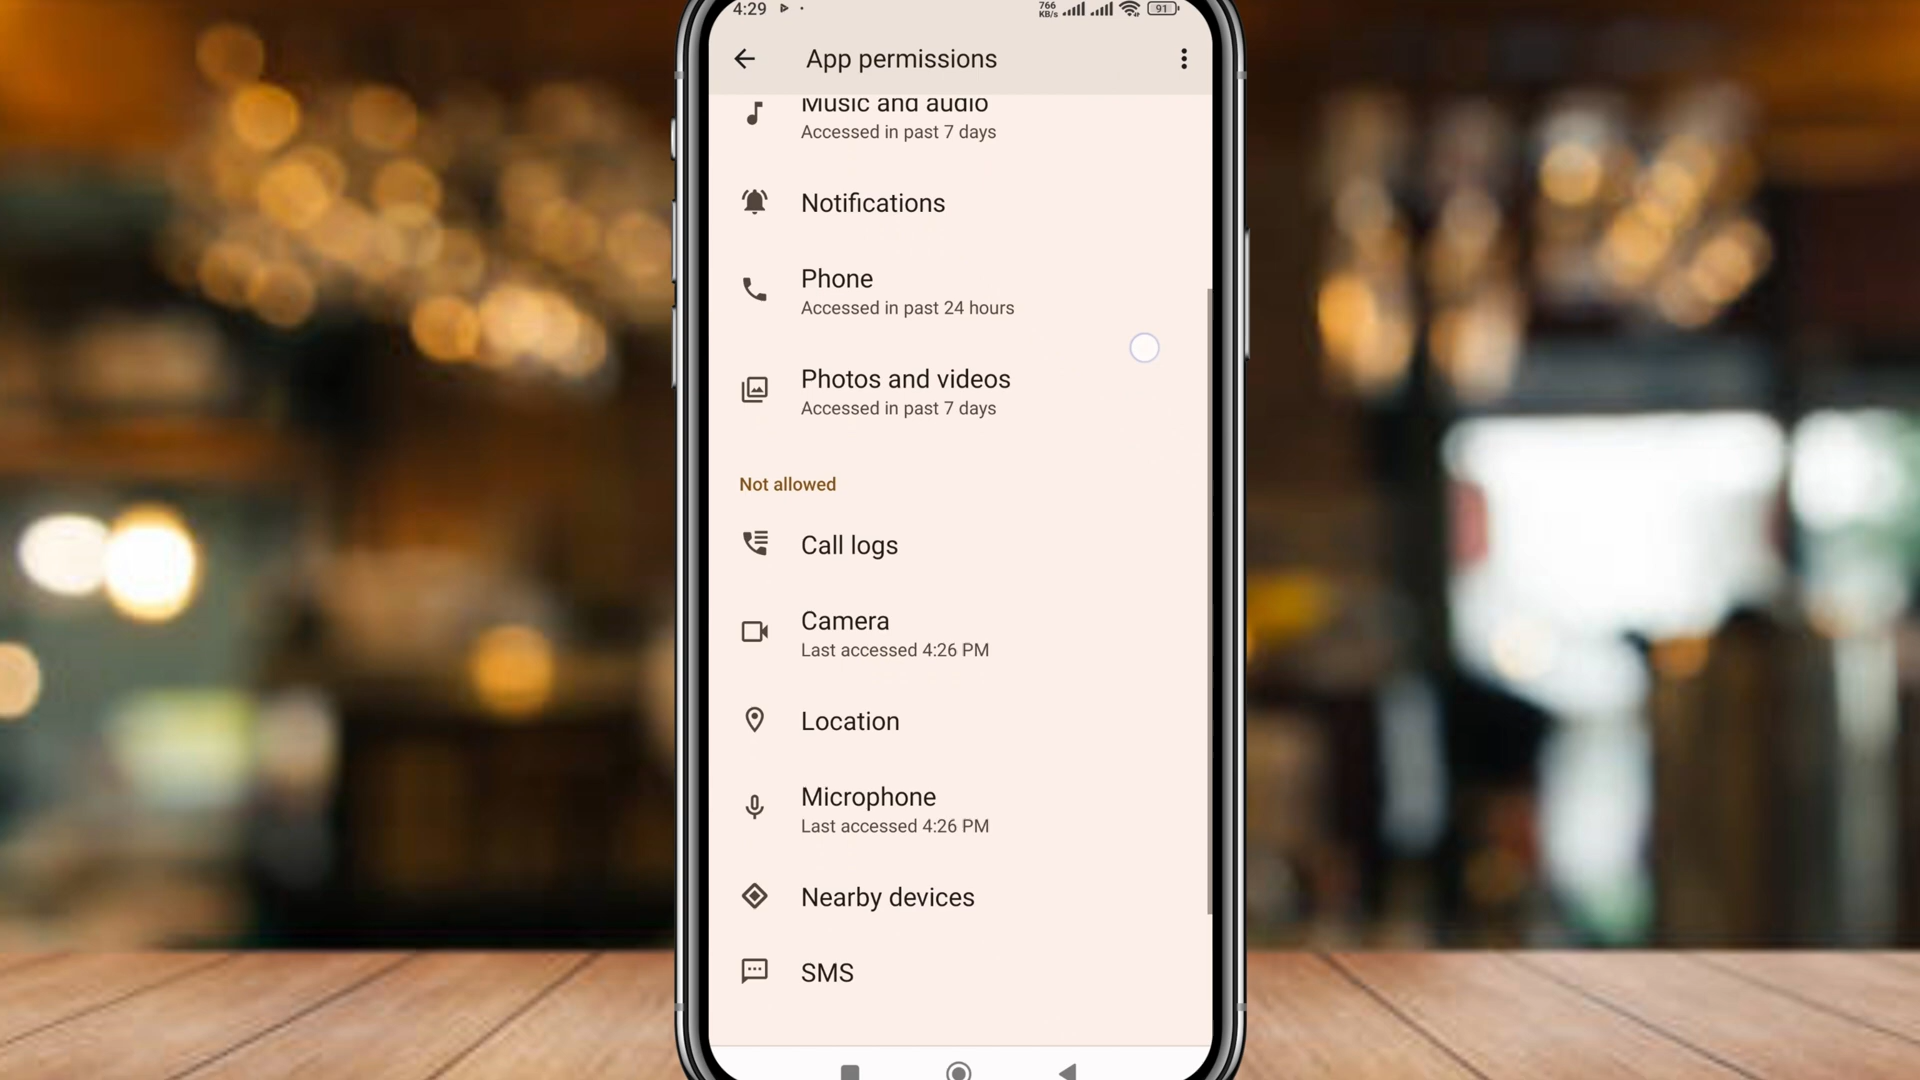 4:29
766
KB/s
91
App permissions
Music and audio
Accessed in past 7 days
Notifications
Phone
Accessed in past 24 hours
Photos and videos
Accessed in past 7 days
Not allowed
Call logs
Camera
Last accessed 4:26 PM
Location
Microphone
Last accessed 4:26 PM
Nearby devices
SMS